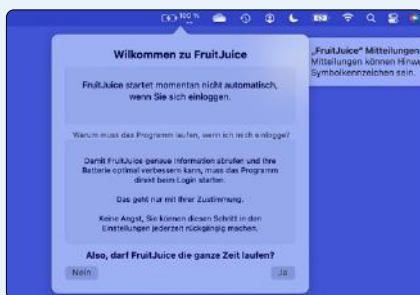 100 %
Willkommen zu FruitJuice
FruitJuice startet momentan nicht automatisch,
wenn Sie sich einloggen.
Warum muss das Programm laufen, wenn ich mich einlogge?
Damit FruitJuice genaue Information abrufen und Ihre
Batterie optimal verbessern kann, muss das Programm
direkt beim Login starten.
Das geht nur mit Ihrer Zustimmung.
Keine Angst, Sie können diesen Schritt in den
Einstellungen jederzeit rückgängig machen.
Also, darf FruitJuice die ganze Zeit laufen?
Nein
Ja
„FruitJuice“ Mitteilungen
Mitteilungen können Hinwe
Symbolkennzeichen sein.